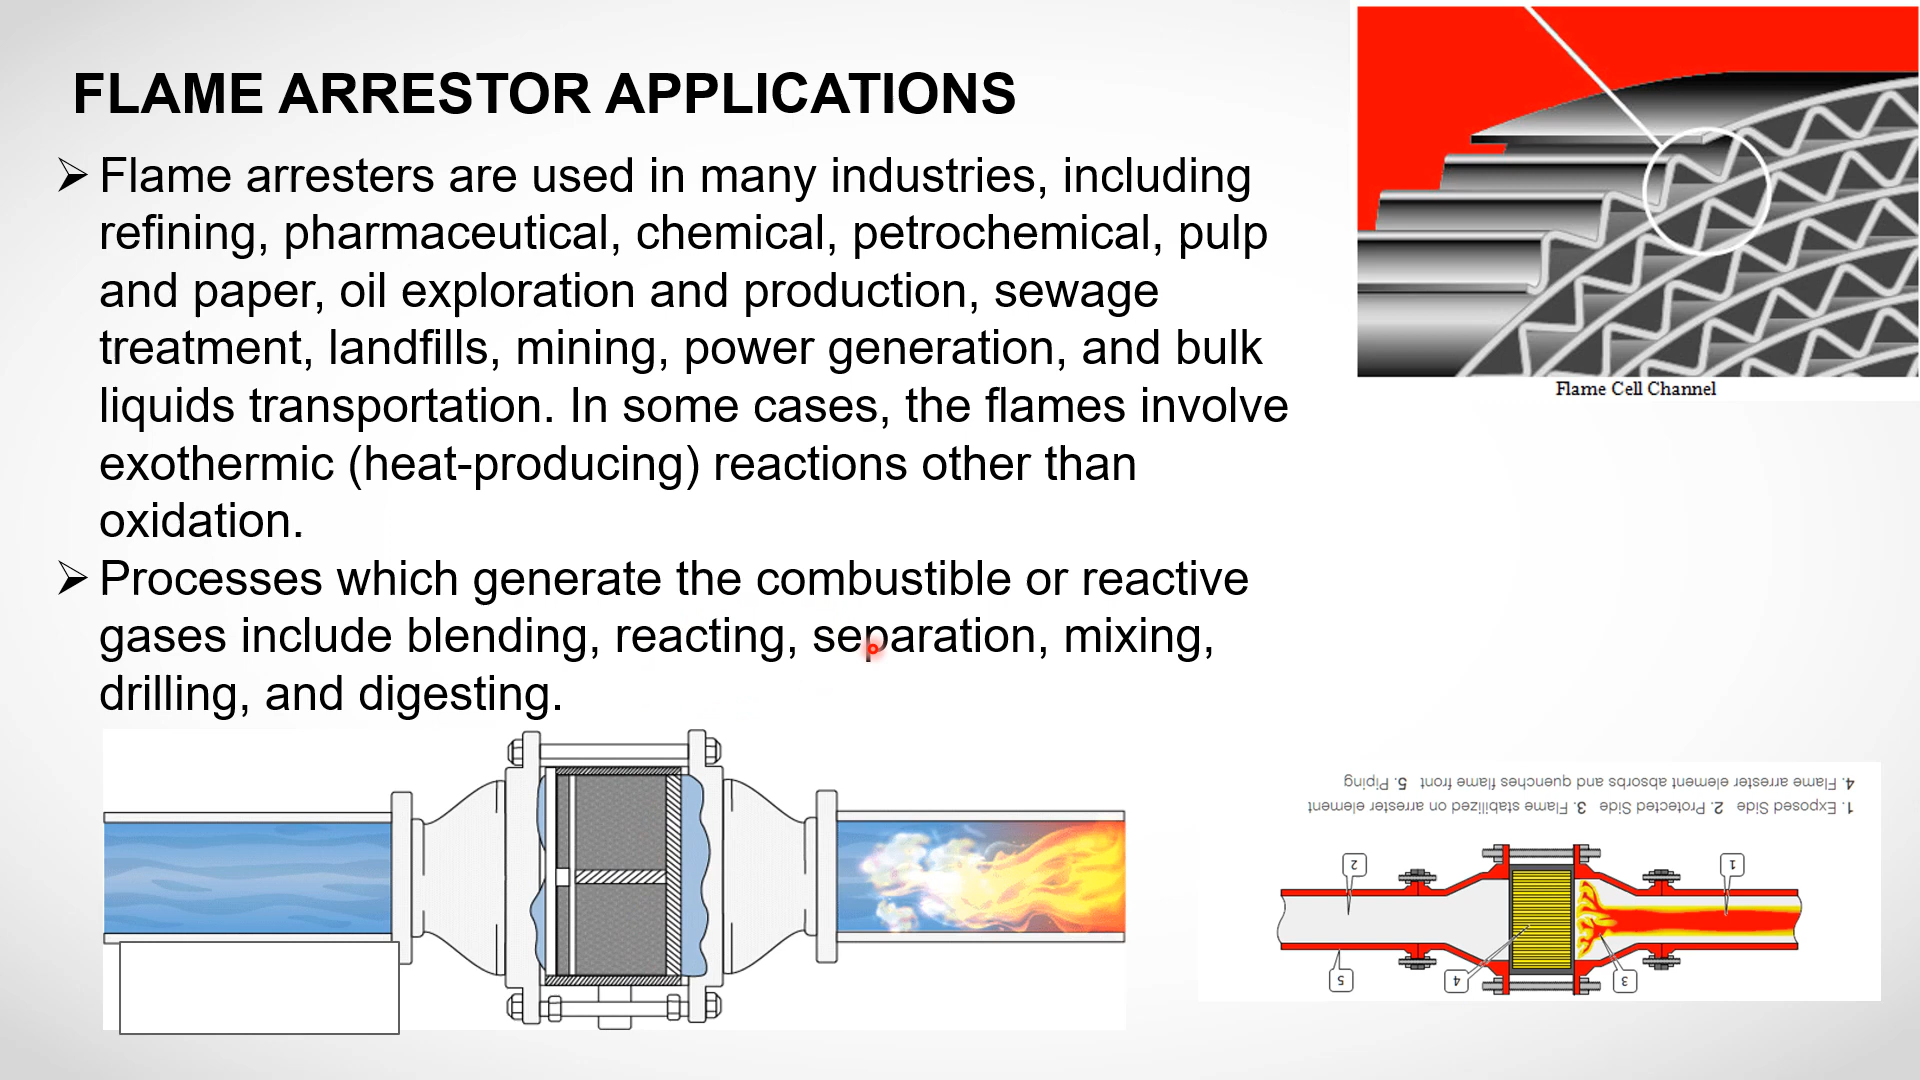 FLAME ARRESTOR APPLICATIONS
Flame arresters are used in many industries, including
refining, pharmaceutical, chemical, petrochemical, pulp
and paper, oil exploration and production, sewage
treatment, landfills, mining, power generation, and bulk
liquids transportation. In some cases, the flames involve
exothermic (heat-producing) reactions other than
oxidation.
Processes which generate the combustible or reactive
gases include blending, reacting, separation, mixing,
drilling, and digesting.
Flame Cell Channel
1. Exposed Side 2. Protected Side 3. Flame stabilized on arrester element
4. Flame arrester element absorbs and quenches flame front 5. Piping
2
1
5
4
3